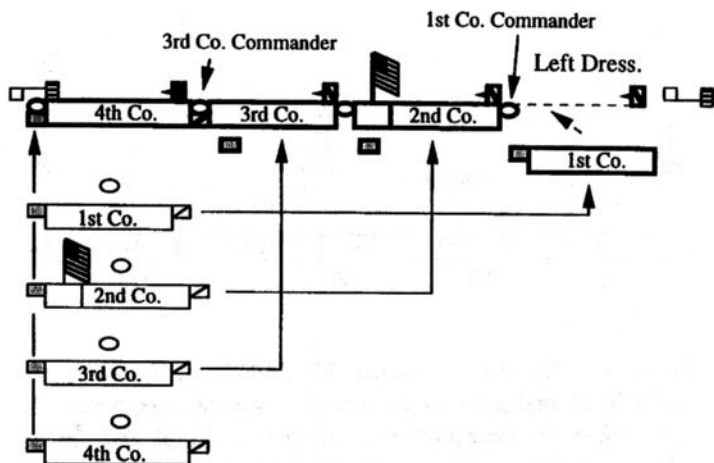 1st Co. Commander
3rd Co. Commander
Left Dress.
4th Co.
3rd Co.
2nd Co.
1st Co.
1st Co.
2nd Co.
3rd Co.
4th Co.